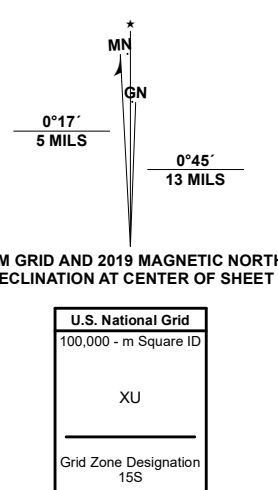 ★
MN
GN
0°17´
5 MILS
0°45´
13 MILS
M GRID AND 2019 MAGNETIC NORTH
ECLINATION AT CENTER OF SHEET
U.S. National Grid
100,000 - m Square ID
XU
Grid Zone Designation
15S